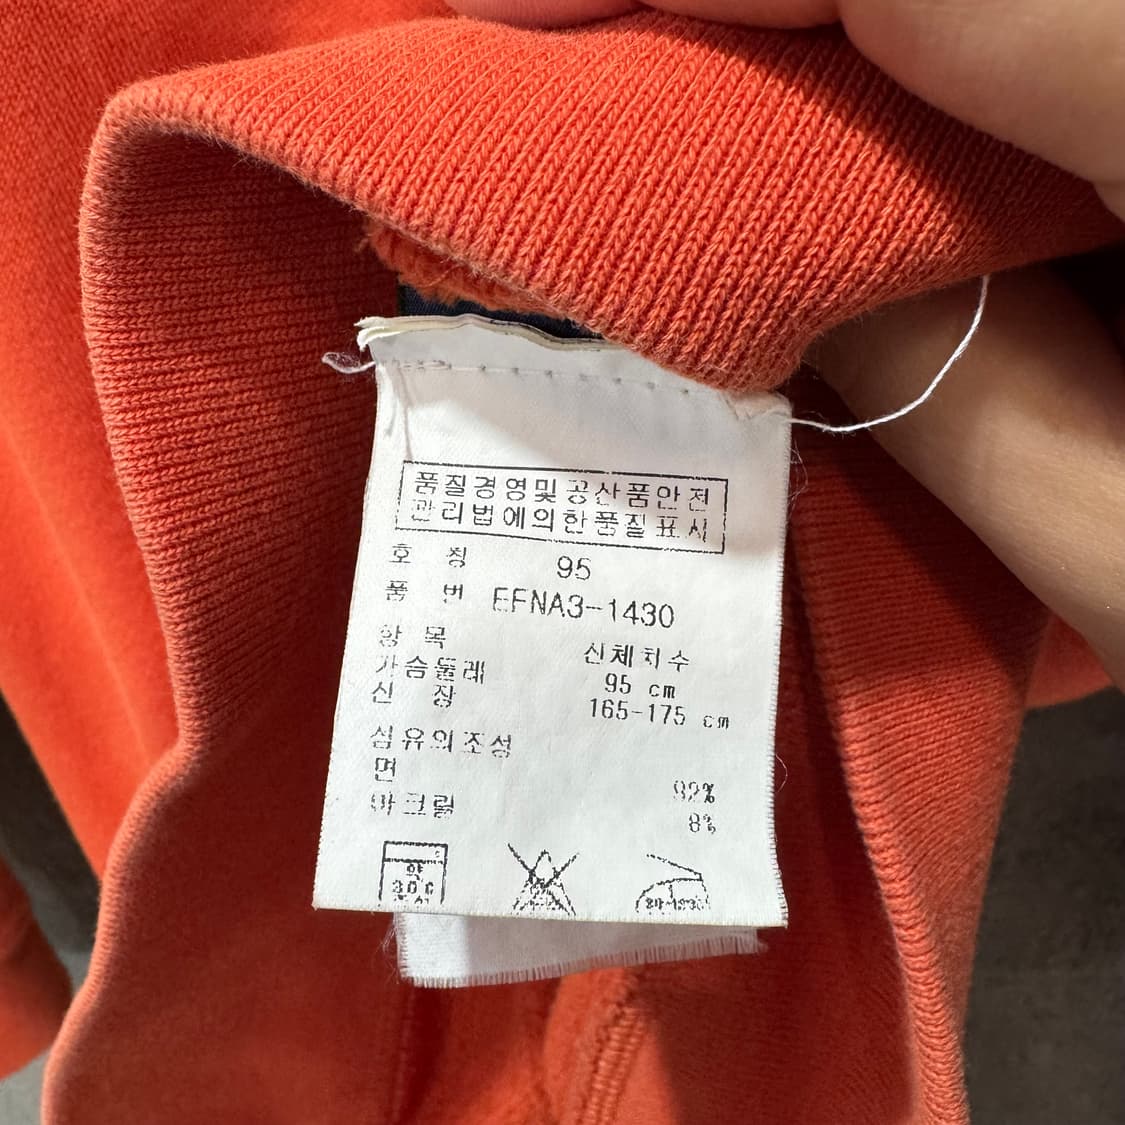 품질경영및공산품안전
관리법에의한품질표시
호 칭 95
품 번 EFNA3-1430
항 목 신체치수
가슴둘레 95 cm
신 장 165-175 cm
섬유의조성
면 92%
아크릴 8%
약
30℃